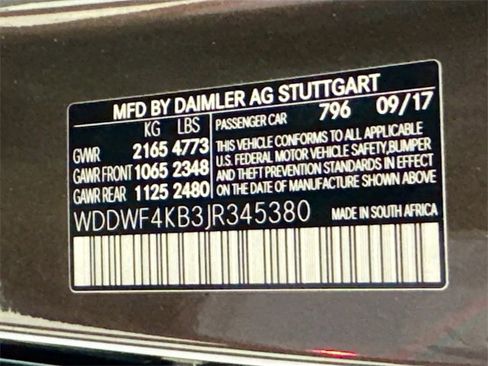 MFD BY DAIMLER AG STUTTGART
KG LBS PASSENGER CAR 796 09/17
GVWR 2165 4773
GAWR FRONT 1065 2348
GAWR REAR 1125 2480
THIS VEHICLE CONFORMS TO ALL APPLICABLE
U.S. FEDERAL MOTOR VEHICLE SAFETY, BUMPER
AND THEFT PREVENTION STANDARDS IN EFFECT
ON THE DATE OF MANUFACTURE SHOWN ABOVE
WDDWF4KB3JR345380 MADE IN SOUTH AFRICA